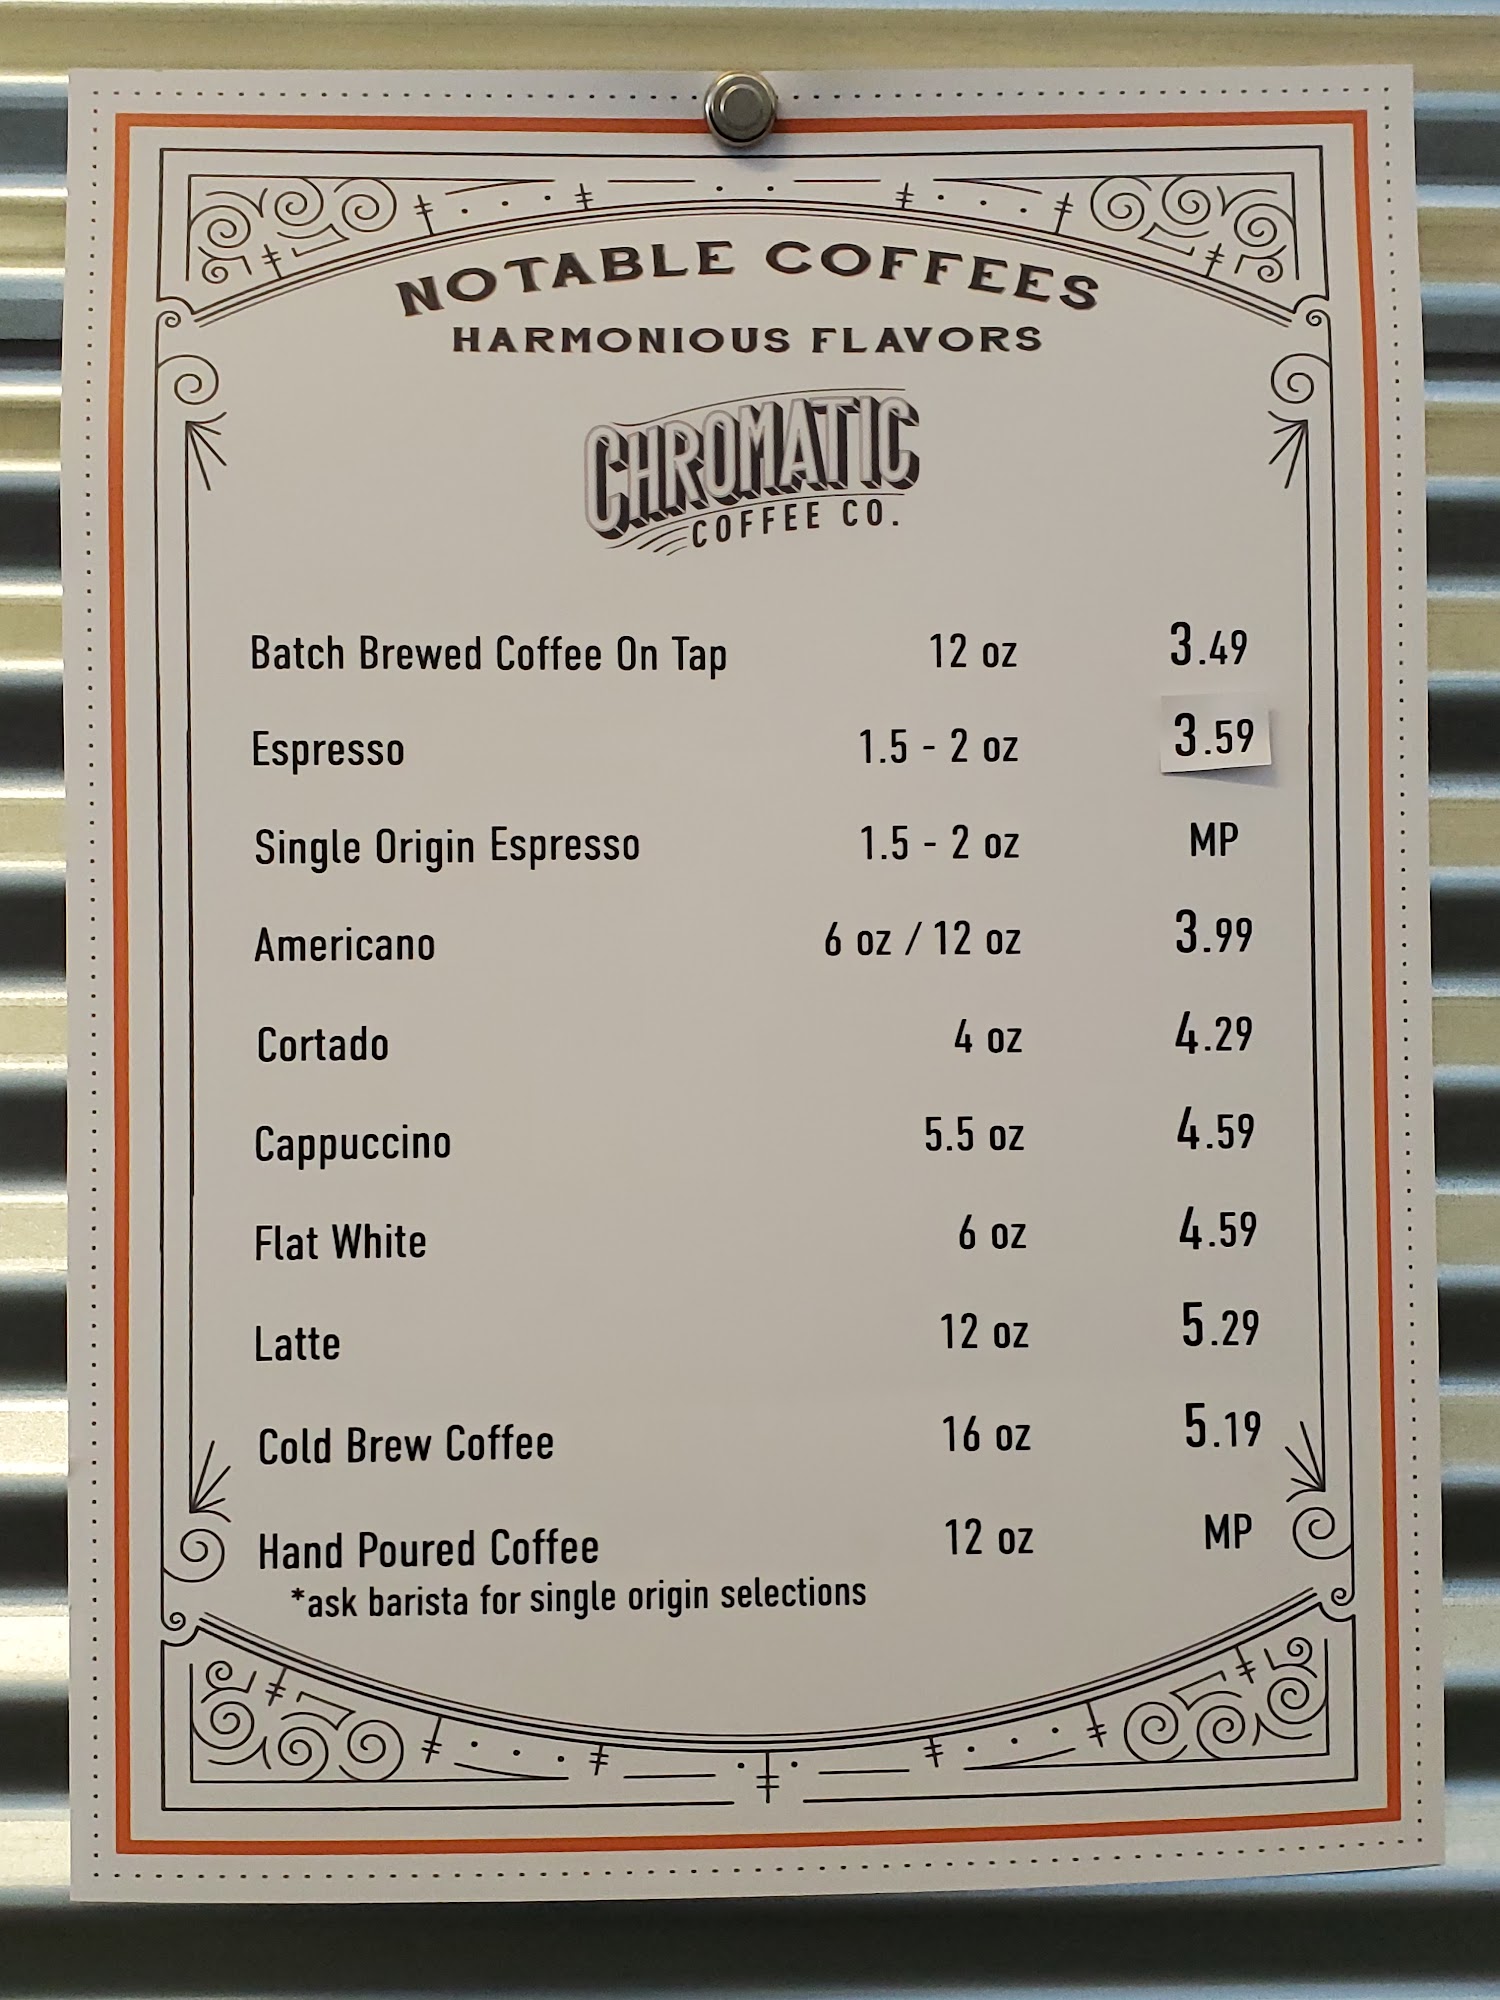 NOTABLE COFFEES
HARMONIOUS FLAVORS
CHROMATIC
COFFEE CO.
Batch Brewed Coffee On Tap 12 oz 3.49
Espresso 1.5 - 2 oz 3.59
Single Origin Espresso 1.5 - 2 oz MP
Americano 6 oz / 12 oz 3.99
Cortado 4 oz 4.29
Cappuccino 5.5 oz 4.59
Flat White 6 oz 4.59
Latte 12 oz 5.29
Cold Brew Coffee 16 oz 5.19
Hand Poured Coffee 12 oz MP
*ask barista for single origin selections